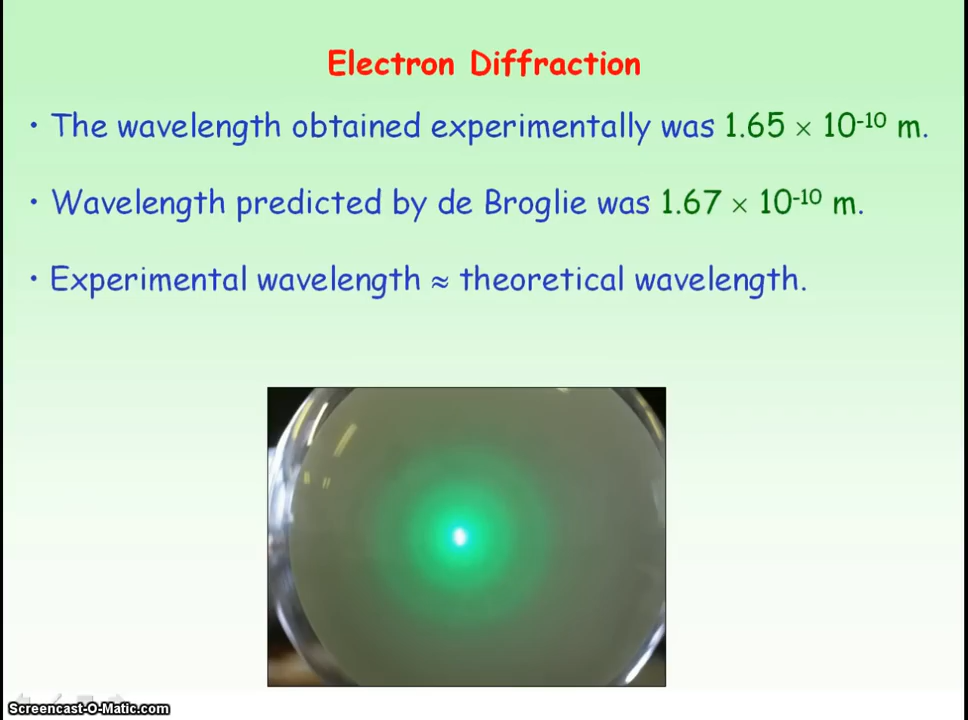 Electron Diffraction
• The wavelength obtained experimentally was 1.65 × 10⁻¹⁰ m.
• Wavelength predicted by de Broglie was 1.67 × 10⁻¹⁰ m.
• Experimental wavelength ≈ theoretical wavelength.
Screencast-O-Matic.com